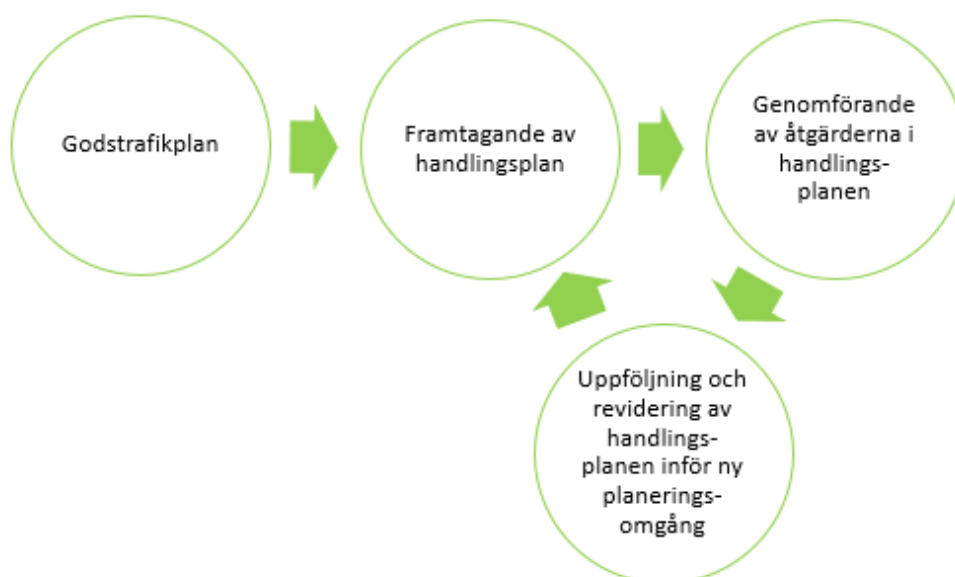 Godstrafikplan
Framtagande av
handlingsplan
Genomförande
av åtgärderna i
handlings-
planen
Uppföljning och
revidering av
handlings-
planen inför ny
planerings-
omgång